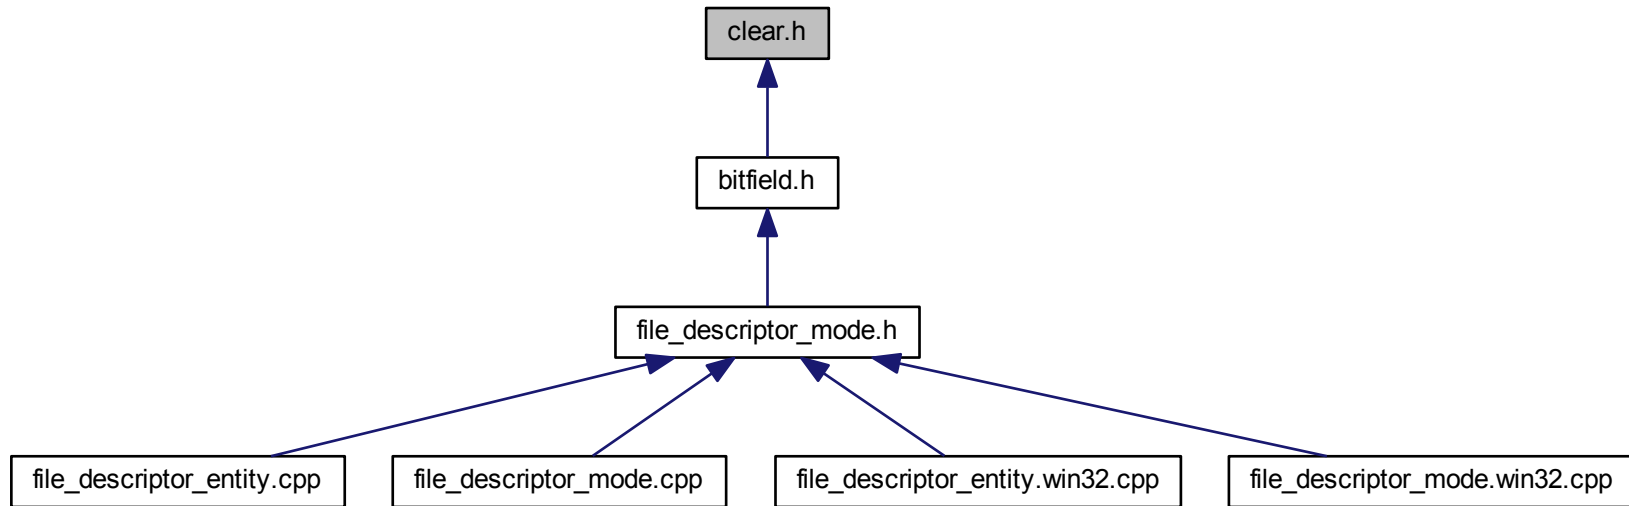 clear.h
bitfield.h
file_descriptor_mode.h
file_descriptor_entity.cpp
file_descriptor_mode.cpp
file_descriptor_entity.win32.cpp
file_descriptor_mode.win32.cpp